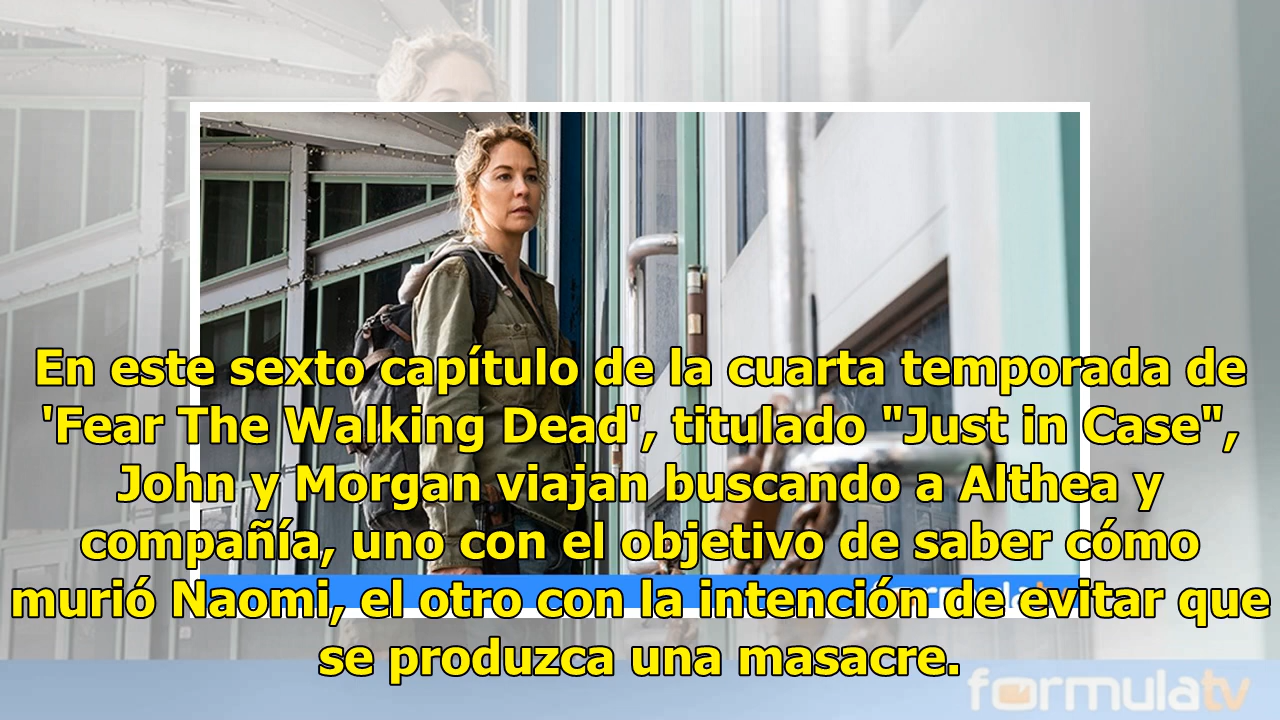 En este sexto capítulo de la cuarta temporada de
'Fear The Walking Dead', titulado "Just in Case",
John y Morgan viajan buscando a Althea y
compañía, uno con el objetivo de saber cómo
murió Naomi, el otro con la intención de evitar que
se produzca una masacre.
formulatv